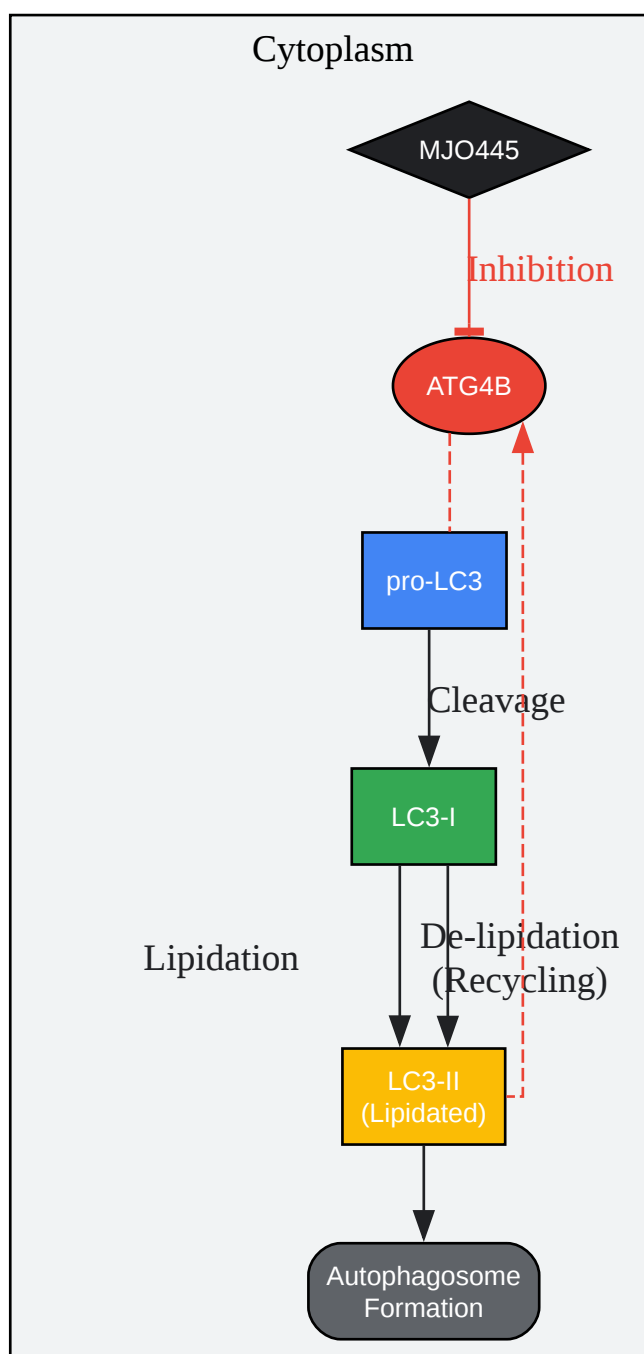 Cytoplasm
MJO445
Inhibition
ATG4B
pro-LC3
Cleavage
LC3-I
Lipidation
De-lipidation
(Recycling)
LC3-II
(Lipidated)
Autophagosome
Formation